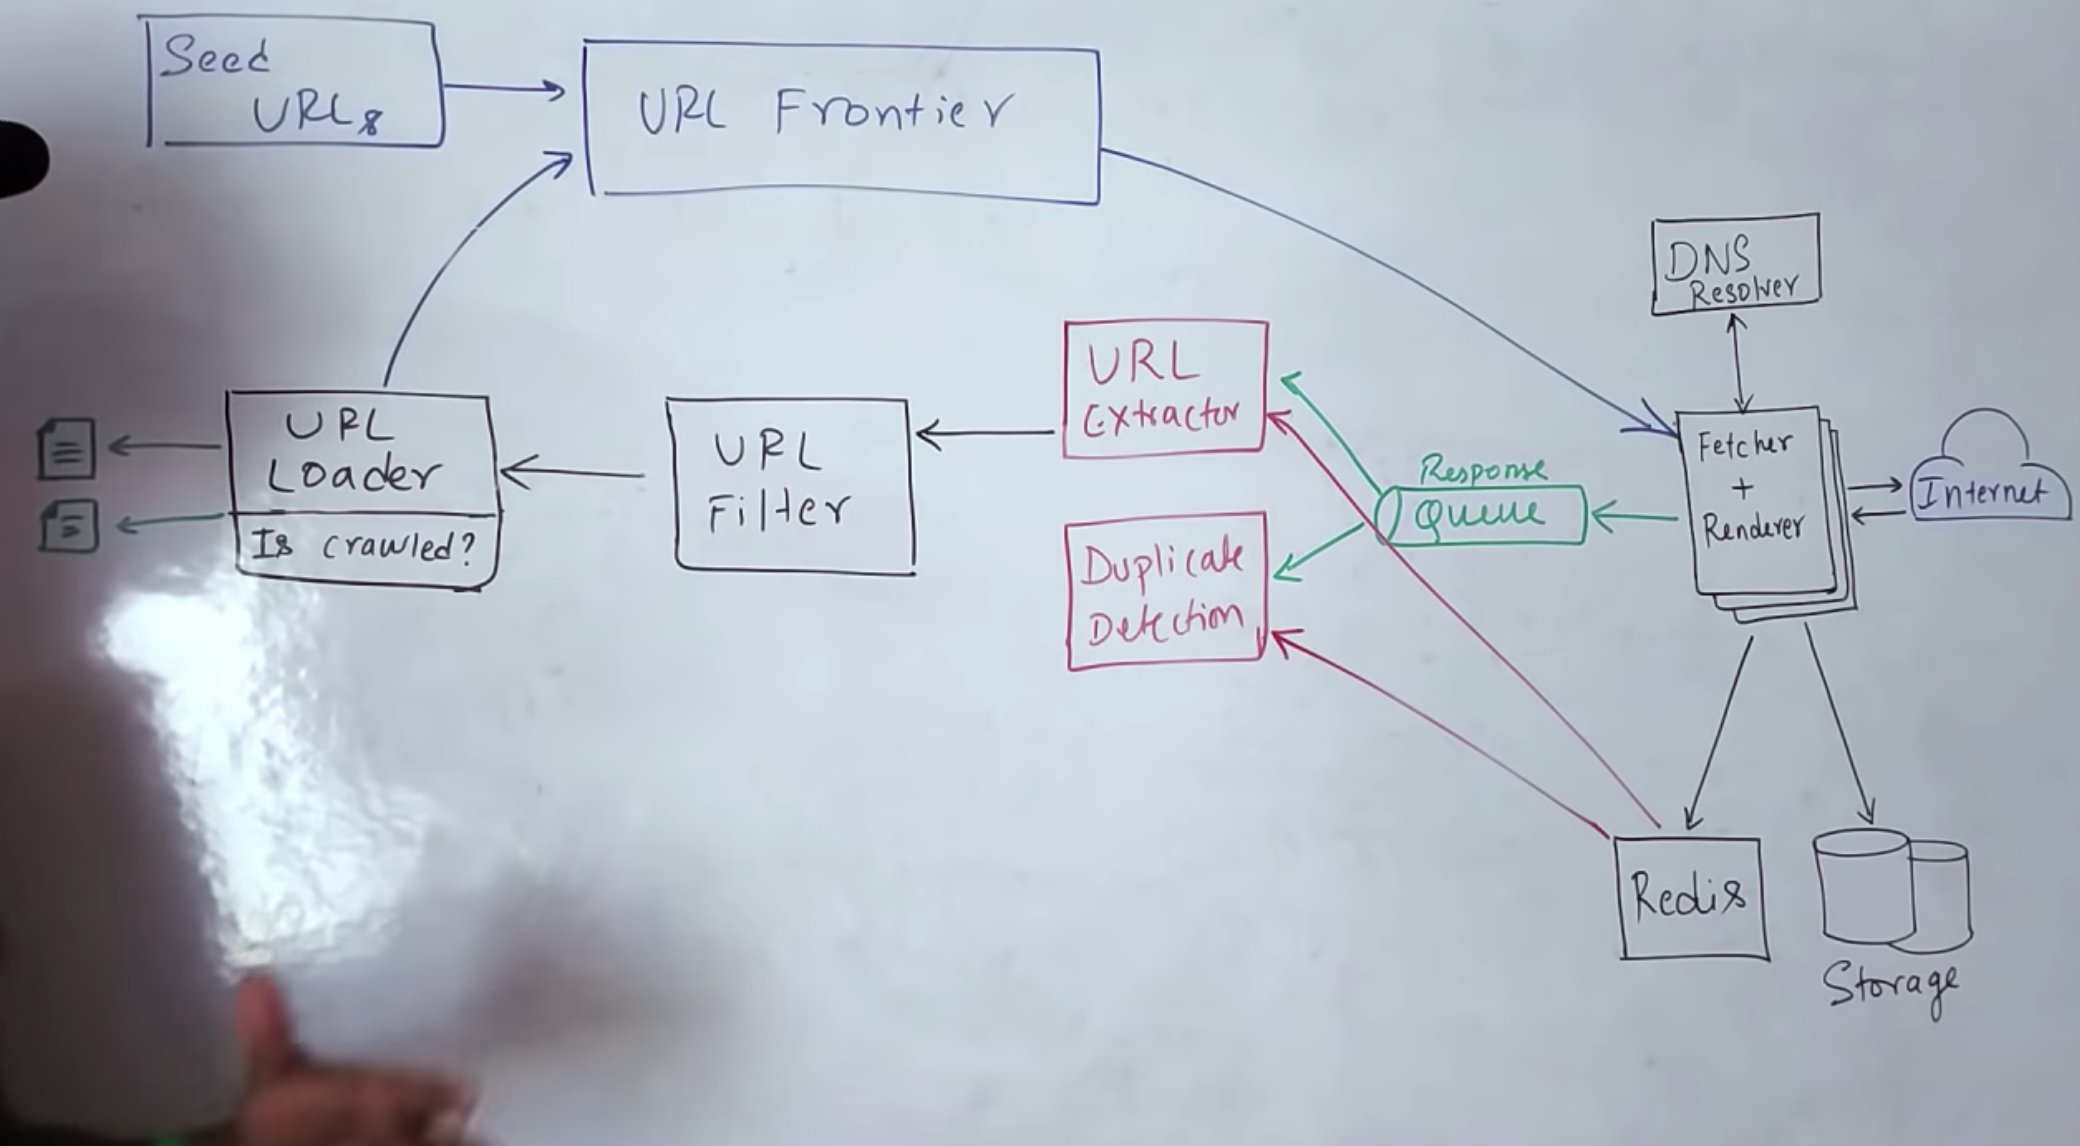 Seed
URLs
URL Frontier
DNS
Resolver
URL
Extractor
URL
Loader
Is crawled?
URL
Filter
Response
Queue
Fetcher
+
Renderer
Internet
Duplicate
Detection
Redis
Storage